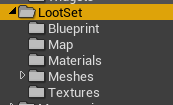 LootSet
Blueprint
Map
Materials
Meshes
Textures